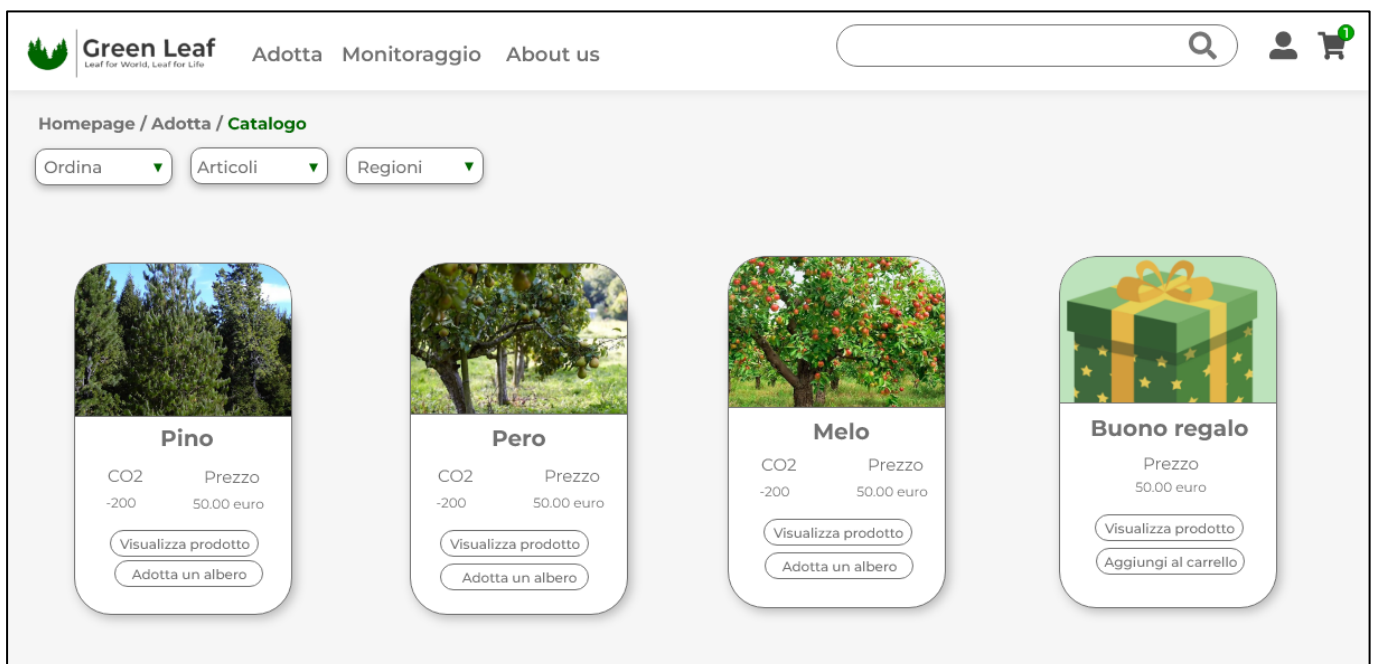 Green Leaf
Leaf for World, Leaf for Life
Adotta Monitoraggio About us
1
Homepage / Adotta / Catalogo
Ordina ▼ Articoli ▼ Regioni ▼
Pino
CO2 Prezzo
-200 50.00 euro
Visualizza prodotto
Adotta un albero
Pero
CO2 Prezzo
-200 50.00 euro
Visualizza prodotto
Adotta un albero
Melo
CO2 Prezzo
-200 50.00 euro
Visualizza prodotto
Adotta un albero
Buono regalo
Prezzo
50.00 euro
Visualizza prodotto
Aggiungi al carrello